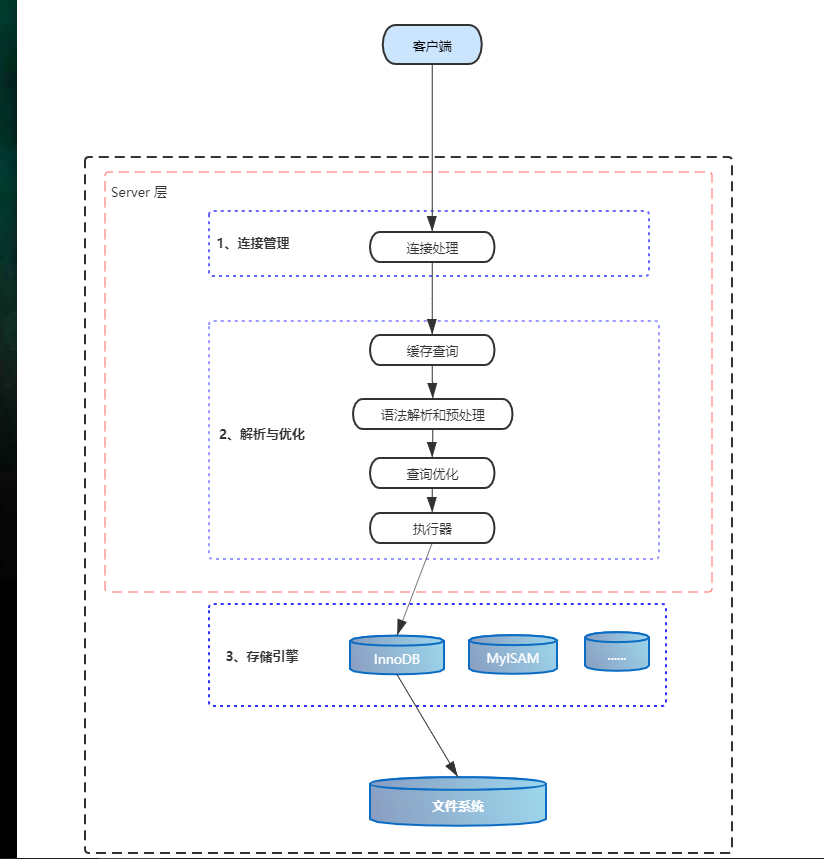 客户端
Server 层
1、连接管理
连接处理
缓存查询
语法解析和预处理
2、解析与优化
查询优化
执行器
3、存储引擎
InnoDB
MyISAM
......
文件系统